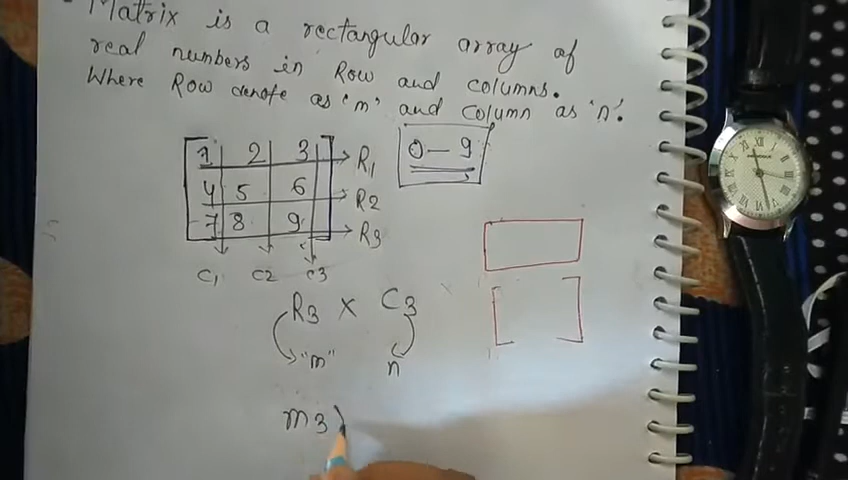 Matrix is a rectangular array of
real numbers in Row and columns.
Where Row denote as 'm' and Column as 'n'.
1 2 3 R1 0 — 9
4 5 6 R2
7 8 9 R3
C1 C2 C3
R3 × C3
"m" n
m3